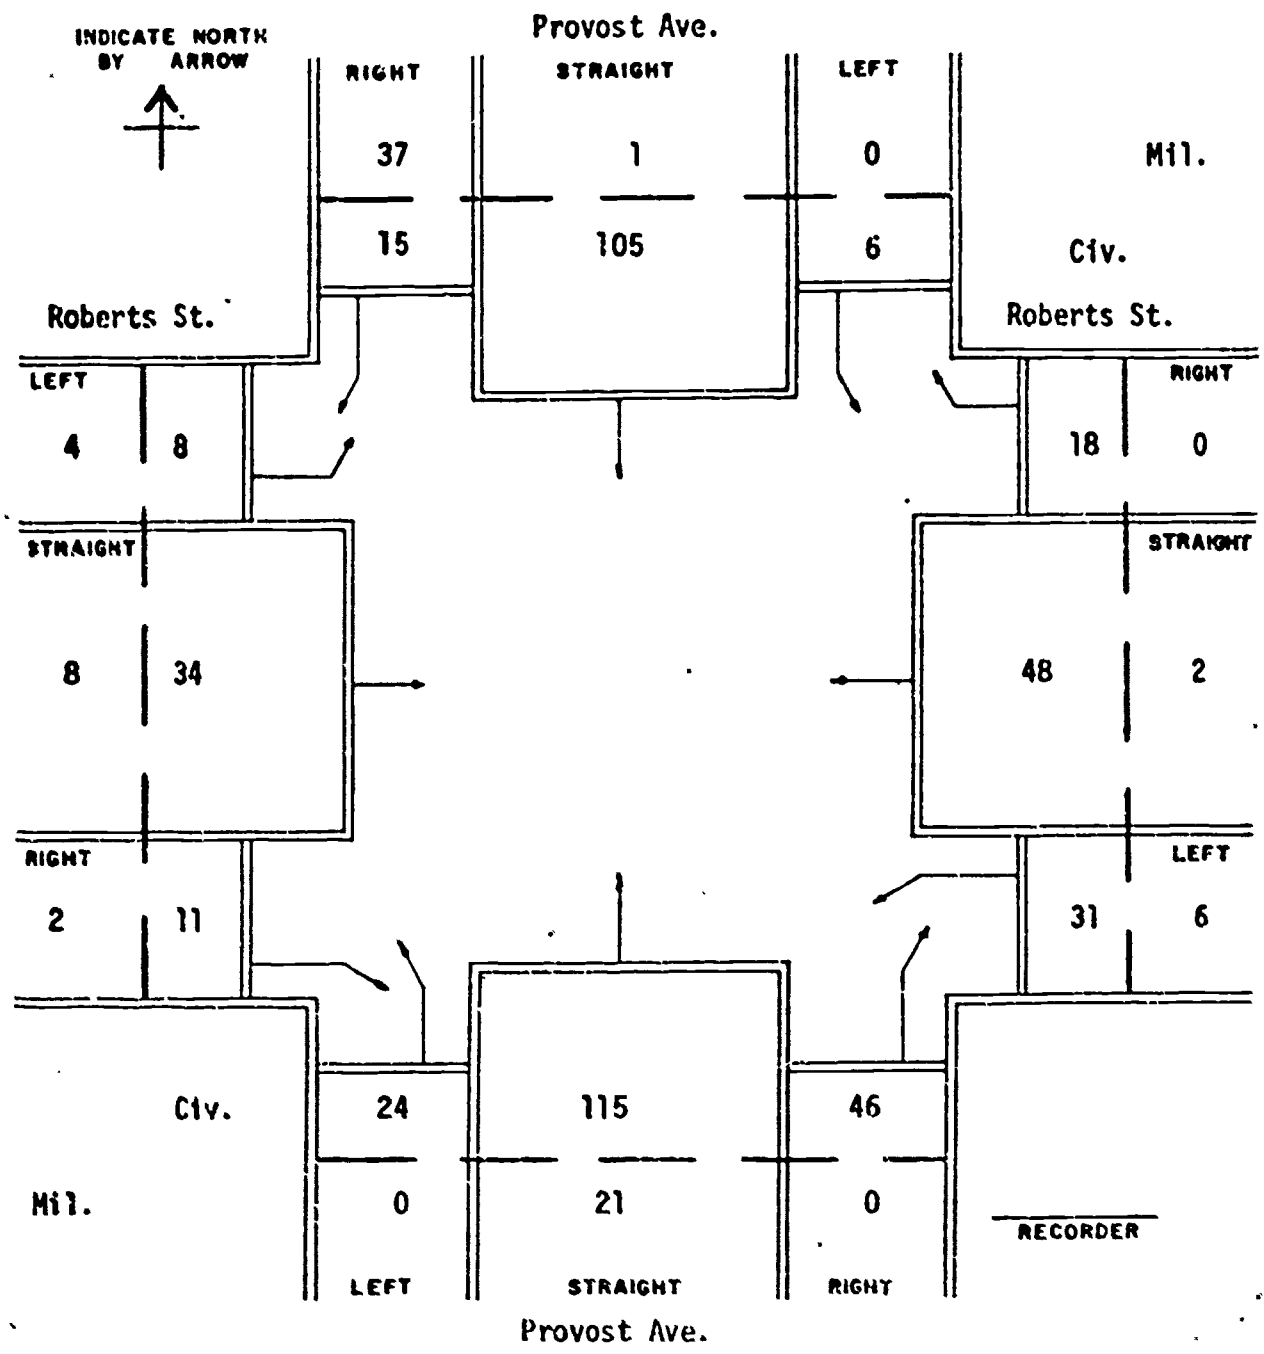 Provost Ave.
INDICATE NORTH
BY ARROW
RIGHT STRAIGHT LEFT
37 1 0 Mil.
15 105 6 Civ.
Roberts St. Roberts St.
LEFT RIGHT
4 8 18 0
STRAIGHT STRAIGHT
8 34 48 2
RIGHT LEFT
2 11 31 6
Civ. 24 115 46
Mil. 0 21 0
RECORDER
LEFT STRAIGHT RIGHT
Provost Ave.